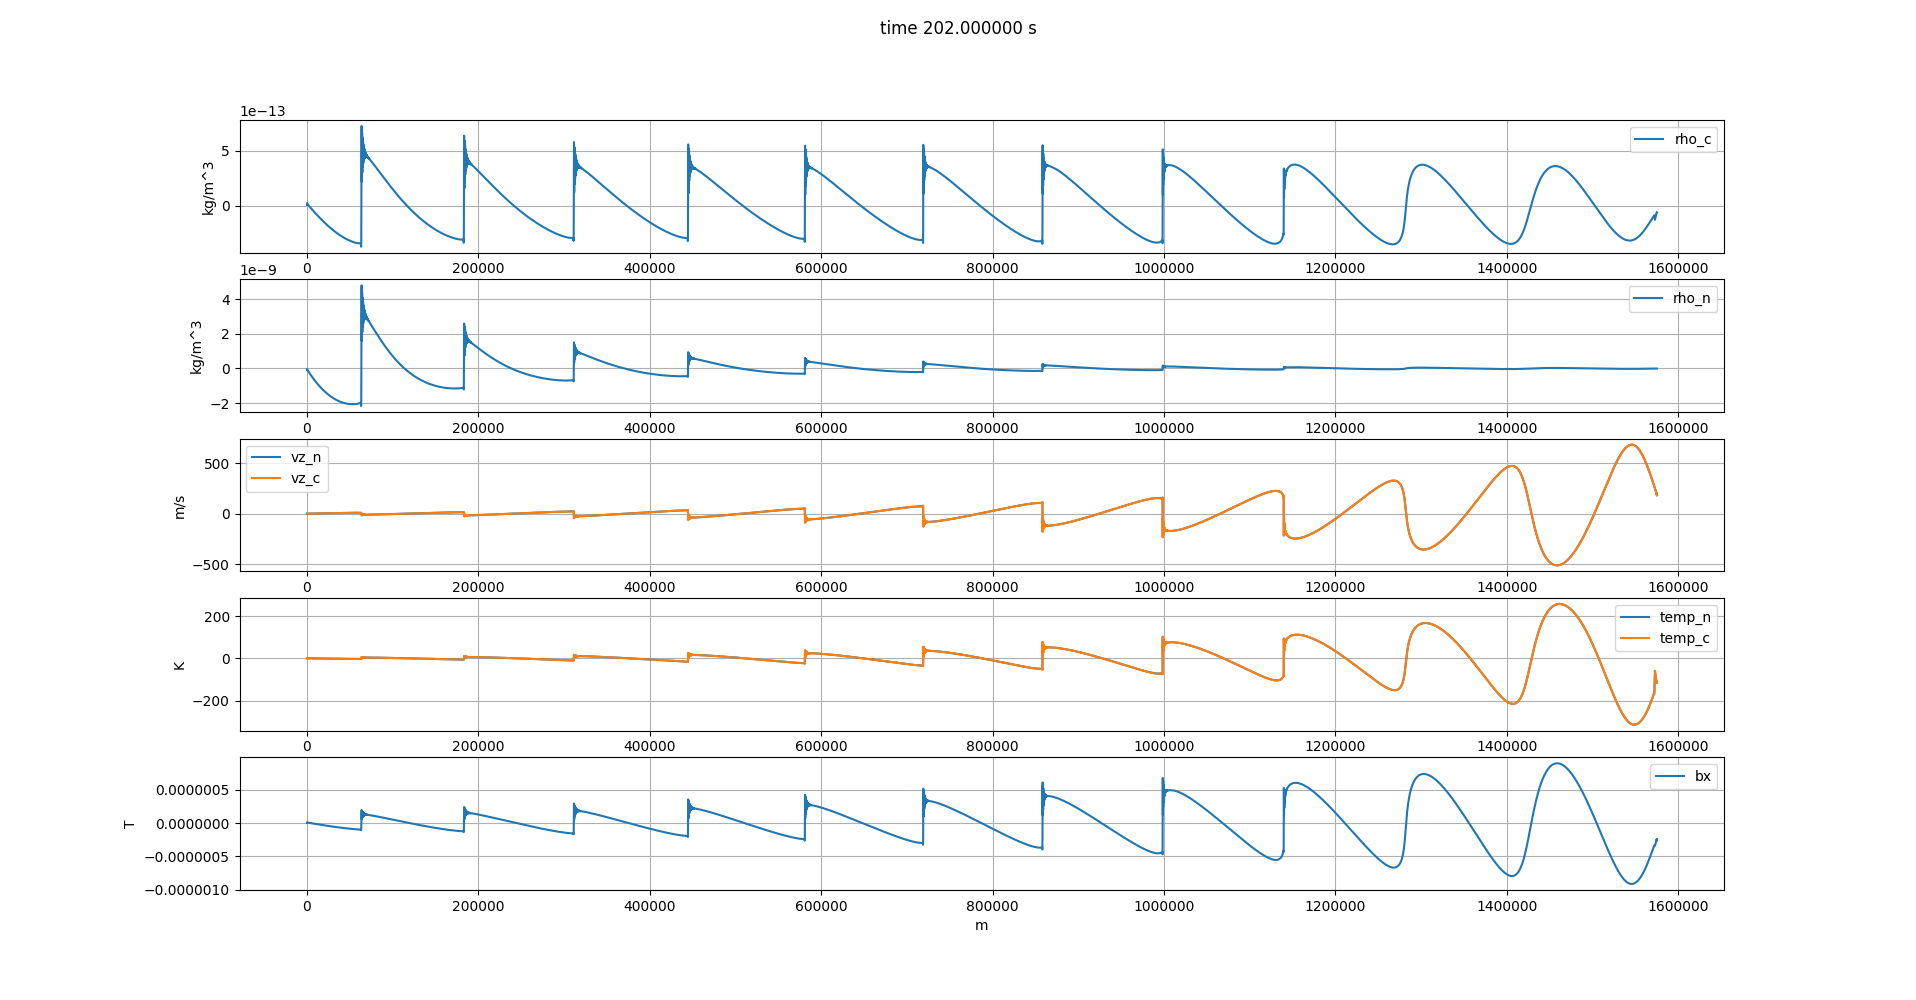 time 202.000000 s
1e−13
kg/m^3
5
0
rho_c
0 200000 400000 600000 800000 1000000 1200000 1400000 1600000
1e−9
kg/m^3
4
2
0
−2
rho_n
0 200000 400000 600000 800000 1000000 1200000 1400000 1600000
m/s
500
0
−500
vz_n
vz_c
0 200000 400000 600000 800000 1000000 1200000 1400000 1600000
K
200
0
−200
temp_n
temp_c
0 200000 400000 600000 800000 1000000 1200000 1400000 1600000
T
0.0000005
0.0000000
−0.0000005
−0.0000010
bx
0 200000 400000 600000 800000 1000000 1200000 1400000 1600000
m